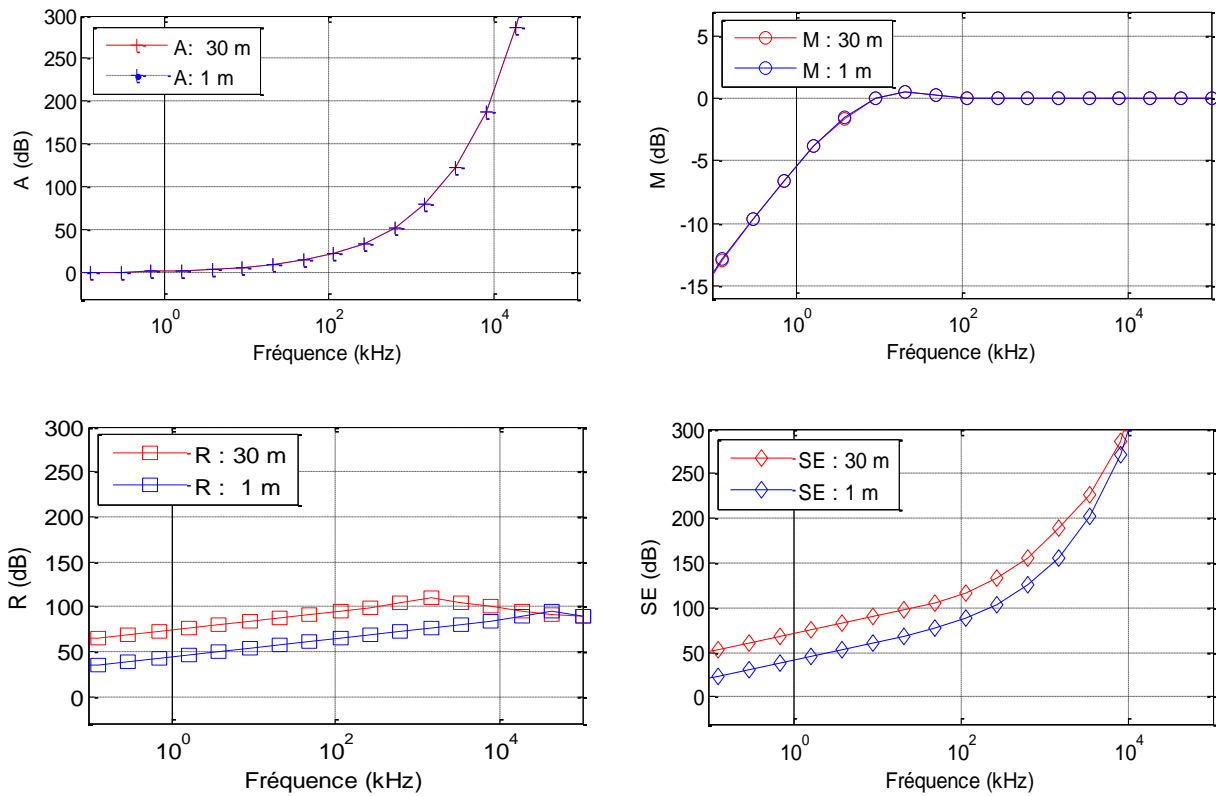 300
250
200
150
100
50
0
A (dB)
A: 30 m
A: 1 m
10^0
10^2
10^4
Fréquence (kHz)
5
0
-5
-10
-15
M (dB)
M : 30 m
M : 1 m
10^0
10^2
10^4
Fréquence (kHz)
300
250
200
150
100
50
0
R (dB)
R : 30 m
R : 1 m
10^0
10^2
10^4
Fréquence (kHz)
300
250
200
150
100
50
0
SE (dB)
SE : 30 m
SE : 1 m
10^0
10^2
10^4
Fréquence (kHz)